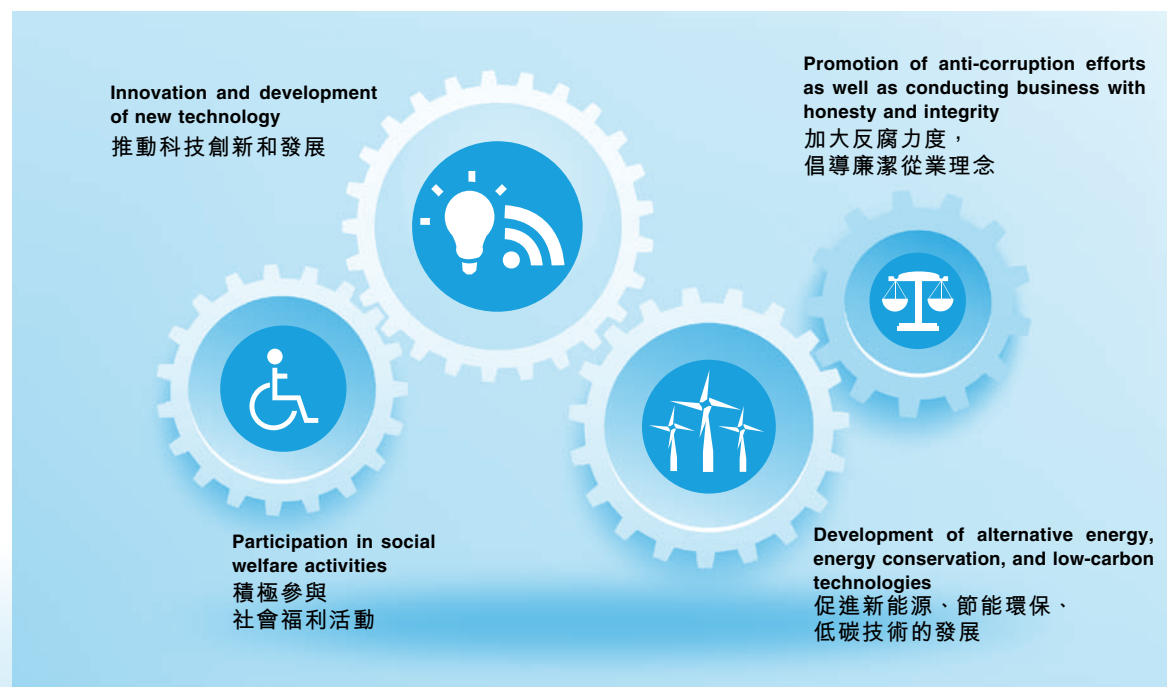 Innovation and development
of new technology
推動科技創新和發展
Promotion of anti-corruption efforts
as well as conducting business with
honesty and integrity
加大反腐力度，
倡導廉潔從業理念
Participation in social
welfare activities
積極參與
社會福利活動
Development of alternative energy,
energy conservation, and low-carbon
technologies
促進新能源、節能環保、
低碳技術的發展